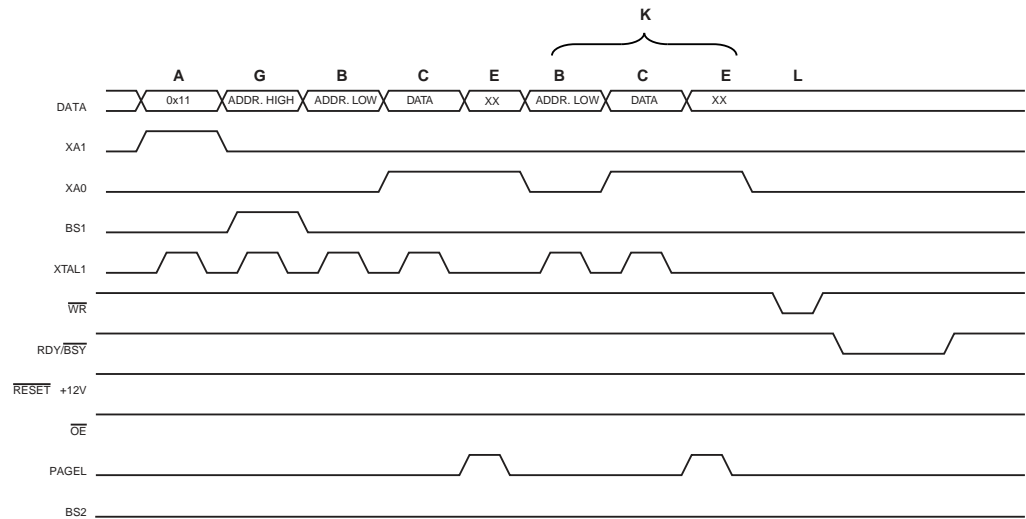 K
A G B C E B C E L
DATA 0x11 ADDR. HIGH ADDR. LOW DATA XX ADDR. LOW DATA XX
XA1
XA0
BS1
XTAL1
WR
RDY/BSY
RESET +12V
OE
PAGEL
BS2